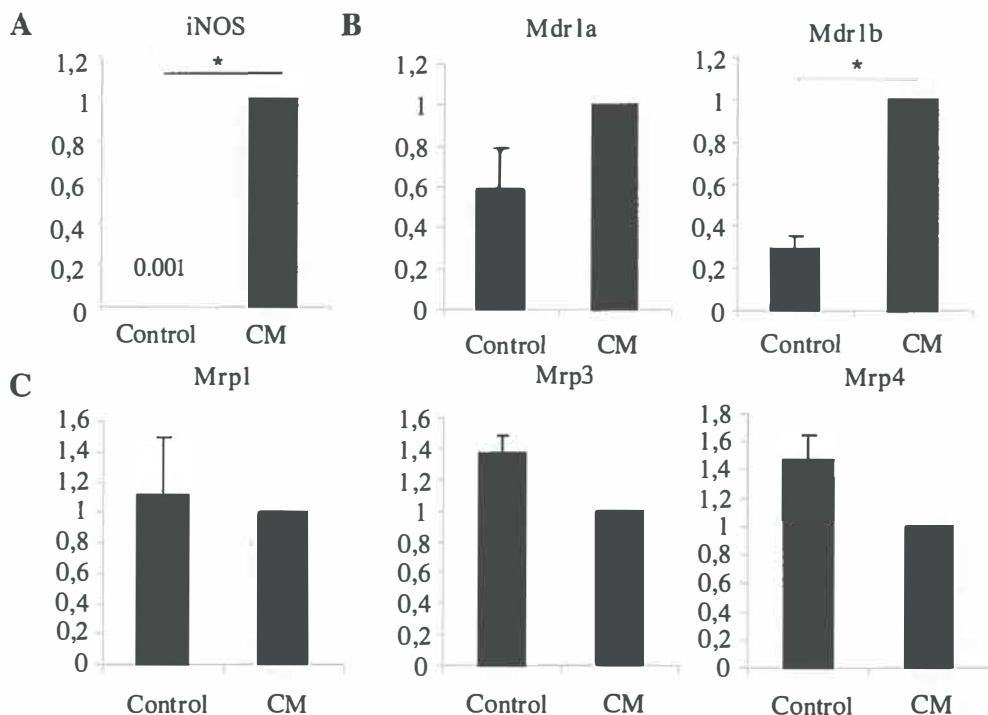 A
iNOS
*
1,2
1
0,8
0,6
0,4
0,2
0
0.001
Control
CM
B
Mdr1a
1,2
1
0,8
0,6
0,4
0,2
0
Control
CM
Mdr1b
*
1,2
1
0,8
0,6
0,4
0,2
0
Control
CM
C
Mrp1
1,6
1,4
1,2
1
0,8
0,6
0,4
0,2
0
Control
CM
Mrp3
1,6
1,4
1,2
1
0,8
0,6
0,4
0,2
0
Control
CM
Mrp4
1,8
1,6
1,4
1,2
1
0,8
0,6
0,4
0,2
0
Control
CM